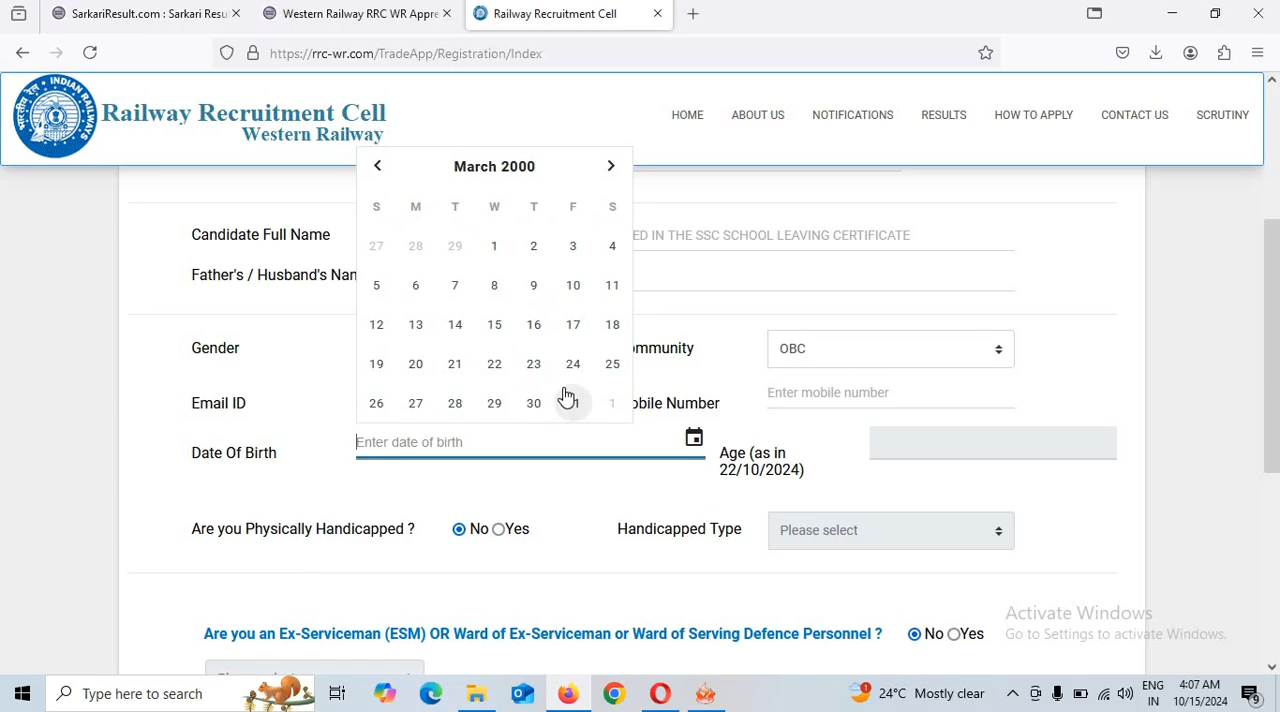 SarkariResult.com : Sarkari Resu
Western Railway RRC WR Appre
Railway Recruitment Cell
https://rrc-wr.com/TradeApp/Registration/Index
Railway Recruitment Cell
Western Railway
HOME ABOUT US NOTIFICATIONS RESULTS HOW TO APPLY CONTACT US SCRUTINY
March 2000
S M T W T F S
27 28 29 1 2 3 4
5 6 7 8 9 10 11
12 13 14 15 16 17 18
19 20 21 22 23 24 25
26 27 28 29 30 1
Candidate Full Name
ED IN THE SSC SCHOOL LEAVING CERTIFICATE
Father's / Husband's Nam
Gender
ommunity
OBC
Email ID
obile Number
Enter mobile number
Date Of Birth
Enter date of birth
Age (as in
22/10/2024)
Are you Physically Handicapped ? No Yes
Handicapped Type
Please select
Are you an Ex-Serviceman (ESM) OR Ward of Ex-Serviceman or Ward of Serving Defence Personnel ? No Yes
Activate Windows
Go to Settings to activate Windows.
Type here to search
24°C Mostly clear
ENG
IN
4:07 AM
10/15/2024
9